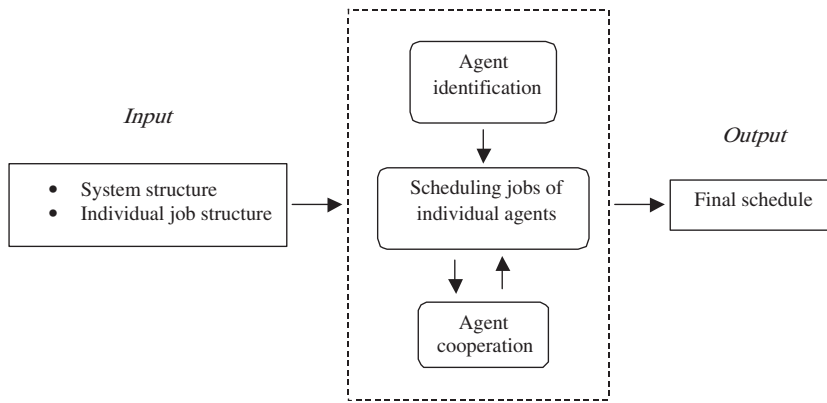 Input
• System structure
• Individual job structure
Agent
identification
Scheduling jobs of
individual agents
Agent
cooperation
Output
Final schedule